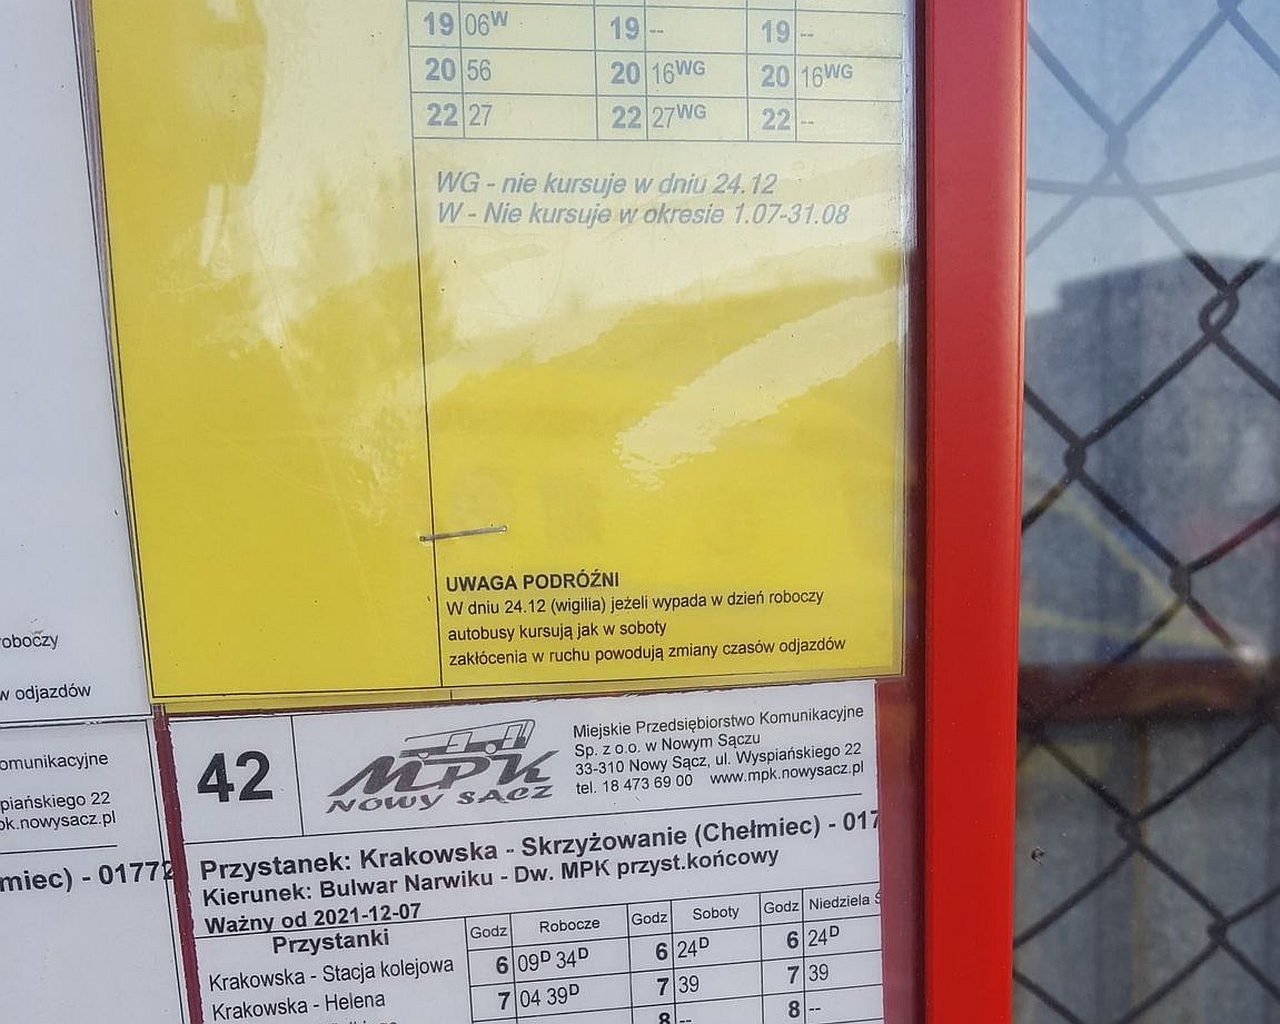 19 06W 19 -- 19 --
20 56 20 16WG 20 16WG
22 27 22 27WG 22 --
WG - nie kursuje w dniu 24.12
W - Nie kursuje w okresie 1.07-31.08
UWAGA PODRÓŻNI
W dniu 24.12 (wigilia) jeżeli wypada w dzień roboczy
autobusy kursują jak w soboty
zakłócenia w ruchu powodują zmiany czasów odjazdów
roboczy
w odjazdów
omunikacyjne
piańskiego 22
pk.nowysacz.pl
miec) - 01772
42
MPK
NOWY SĄCZ
Miejskie Przedsiębiorstwo Komunikacyjne
Sp. z o.o. w Nowym Sączu
33-310 Nowy Sącz, ul. Wyspiańskiego 22
tel. 18 473 69 00 www.mpk.nowysacz.pl
Przystanek: Krakowska - Skrzyżowanie (Chełmiec) - 017
Kierunek: Bulwar Narwiku - Dw. MPK przyst.końcowy
Ważny od 2021-12-07
Przystanki
Krakowska - Stacja kolejowa
Krakowska - Helena
Godz Robocze Godz Soboty Godz Niedziela Ś
6 09D 34D 6 24D 6 24D
7 04 39D 7 39 7 39
8 -- 8 --